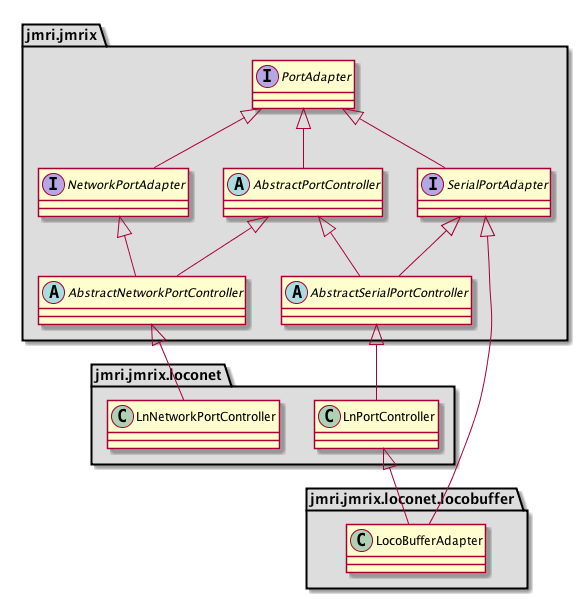 jmri.jmrix
I PortAdapter
I NetworkPortAdapter
A AbstractPortController
I SerialPortAdapter
A AbstractNetworkPortController
A AbstractSerialPortController
jmri.jmrix.loconet
C LnNetworkPortController
C LnPortController
jmri.jmrix.loconet.locobuffer
C LocoBufferAdapter